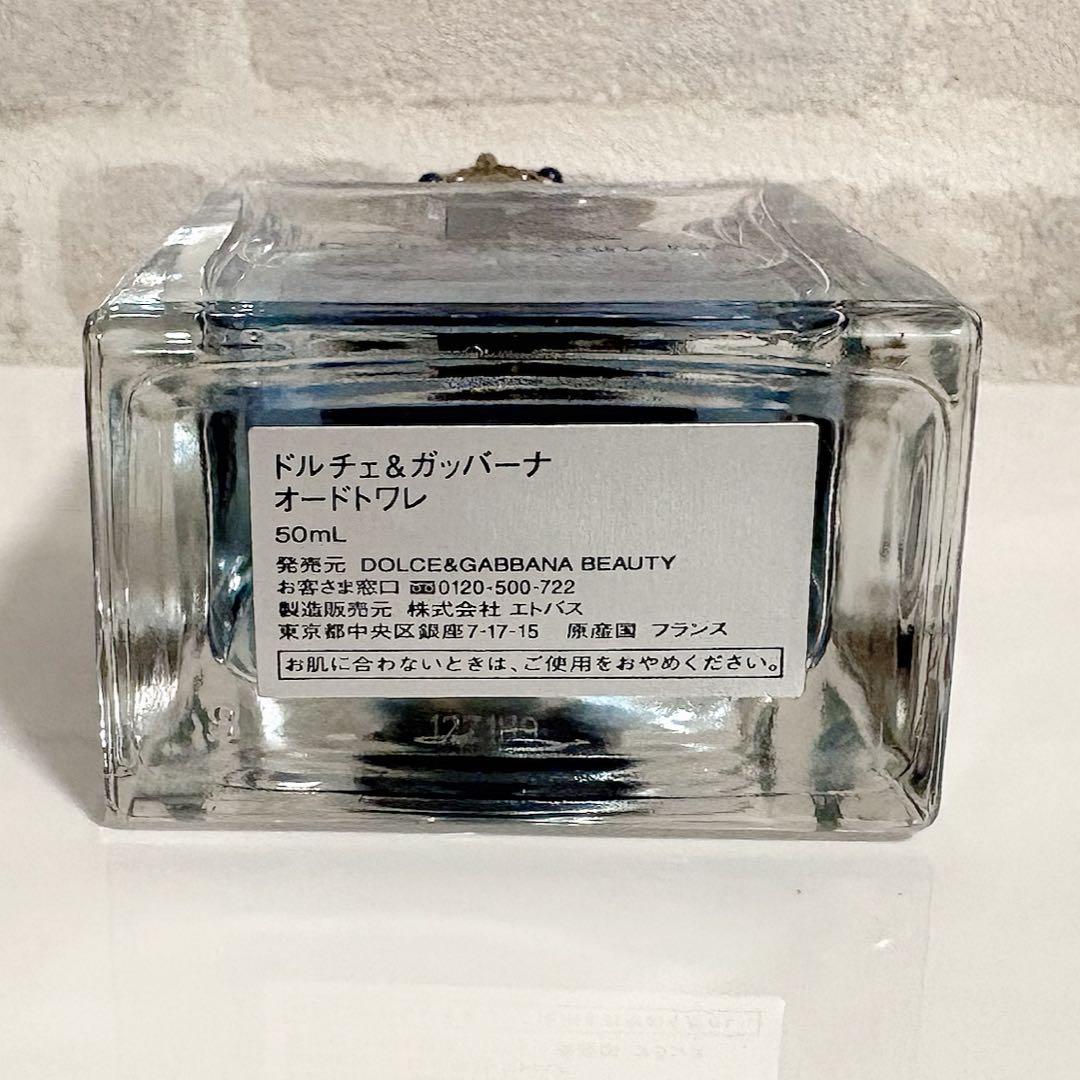 ドルチェ&ガッバーナ
オードトワレ
50mL
発売元 DOLCE&GABBANA BEAUTY
お客さま窓口 0120-500-722
製造販売元 株式会社 エトバス
東京都中央区銀座7-17-15 原産国 フランス
お肌に合わないときは、ご使用をおやめください。